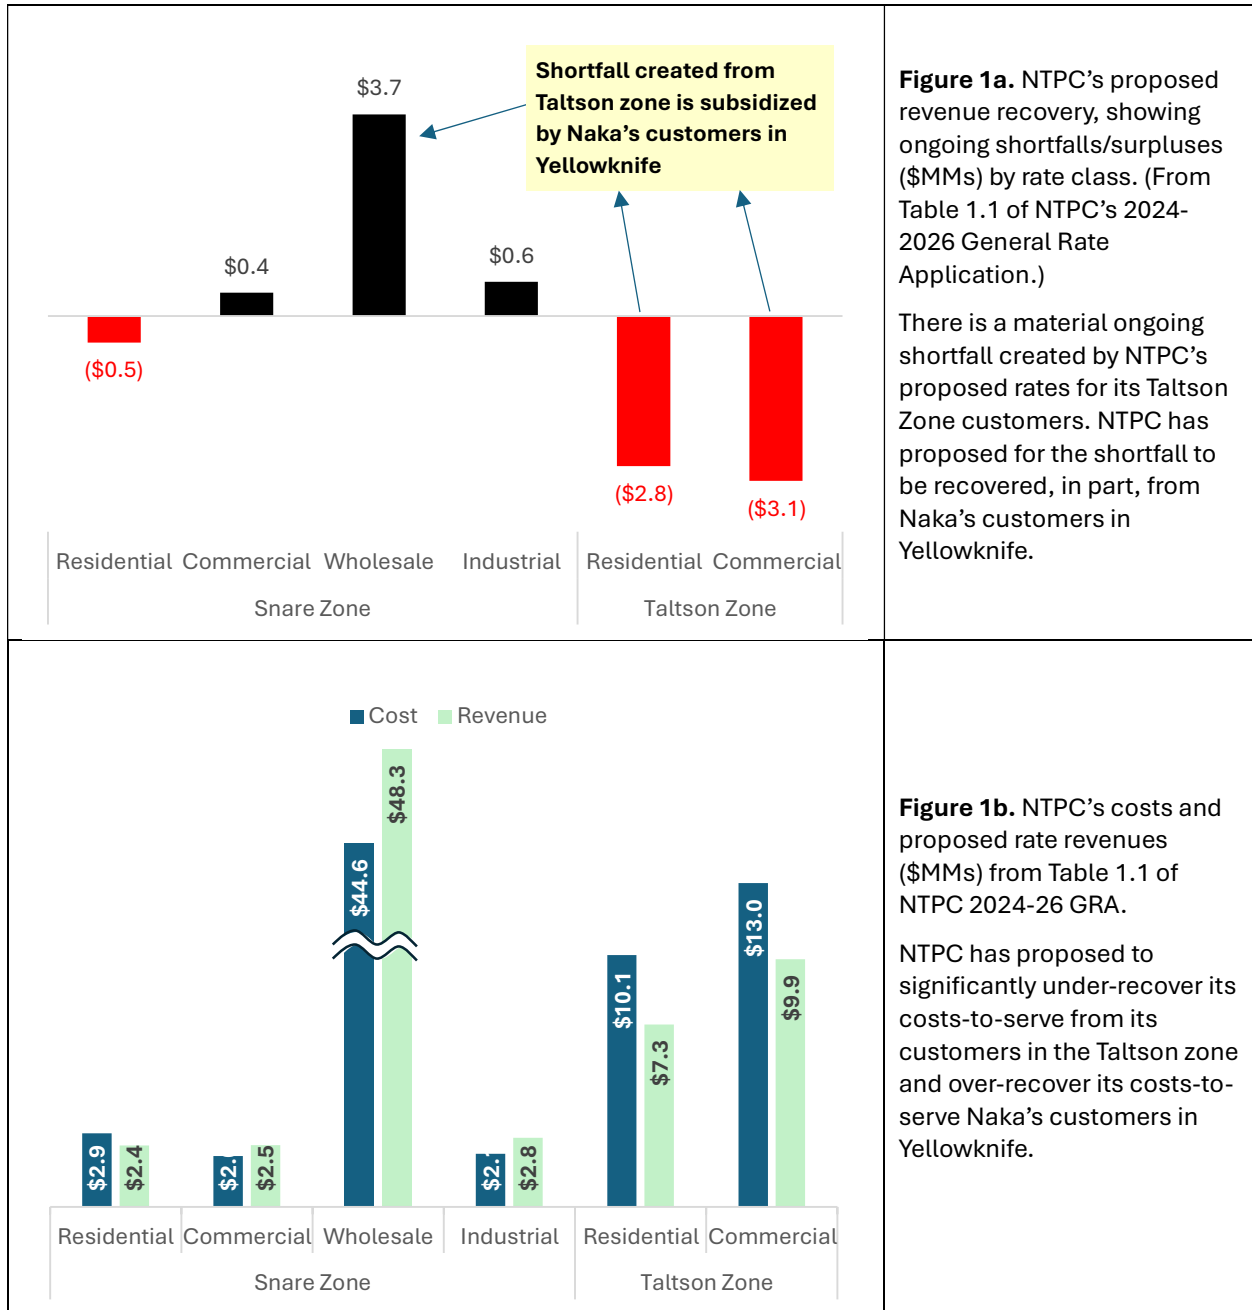 $3.7
Shortfall created from
Taltson zone is subsidized
by Naka’s customers in
Yellowknife
$0.4
$0.6
($0.5)
($2.8)
($3.1)
Residential Commercial Wholesale Industrial Residential Commercial
Snare Zone Taltson Zone
Figure 1a. NTPC’s proposed
revenue recovery, showing
ongoing shortfalls/surpluses
($MMs) by rate class. (From
Table 1.1 of NTPC’s 2024-
2026 General Rate
Application.)
There is a material ongoing
shortfall created by NTPC’s
proposed rates for its Taltson
Zone customers. NTPC has
proposed for the shortfall to
be recovered, in part, from
Naka’s customers in
Yellowknife.
Cost Revenue
$2.9
$2.4
$2.5
$44.6
$48.3
$2.8
$10.1
$7.3
$13.0
$9.9
Residential Commercial Wholesale Industrial Residential Commercial
Snare Zone Taltson Zone
Figure 1b. NTPC’s costs and
proposed rate revenues
($MMs) from Table 1.1 of
NTPC 2024-26 GRA.
NTPC has proposed to
significantly under-recover its
costs-to-serve from its
customers in the Taltson zone
and over-recover its costs-to-
serve Naka’s customers in
Yellowknife.